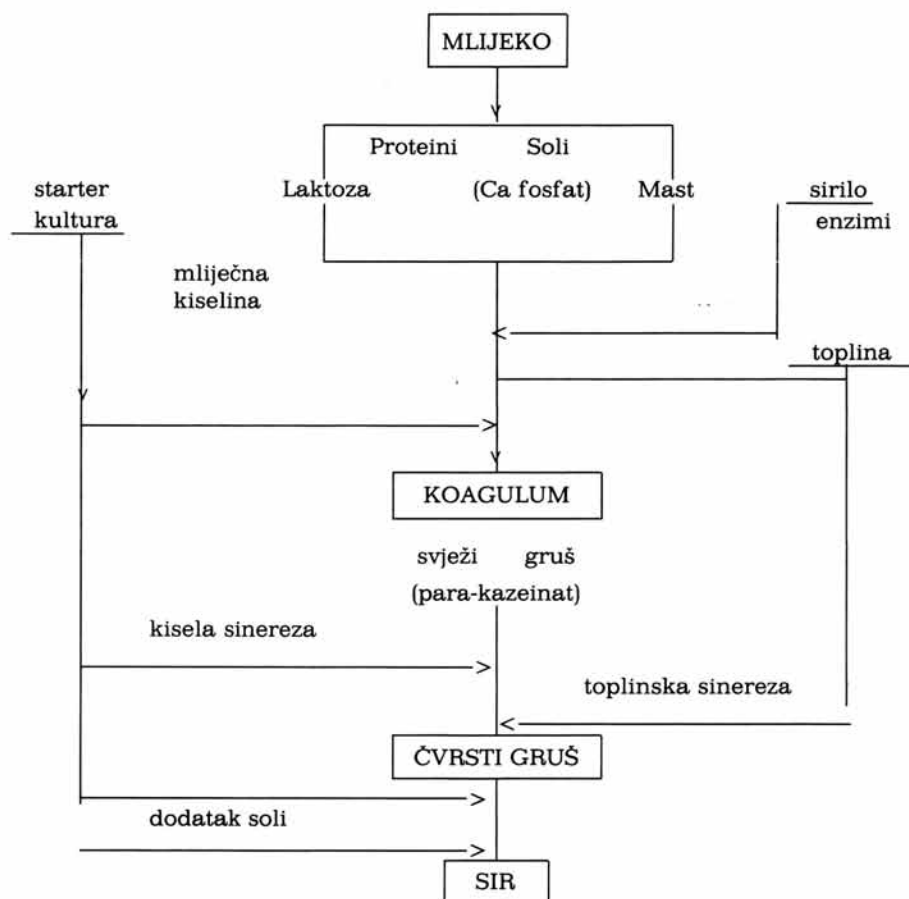 MLIJEKO
Proteini Soli
Laktoza (Ca fosfat) Mast
starter
kultura
sirilo
enzimi
mliječna
kiselina
toplina
KOAGULUM
svježi gruš
(para-kazeinat)
kisela sinereza
toplinska sinereza
ČVRSTI GRUŠ
dodatak soli
SIR